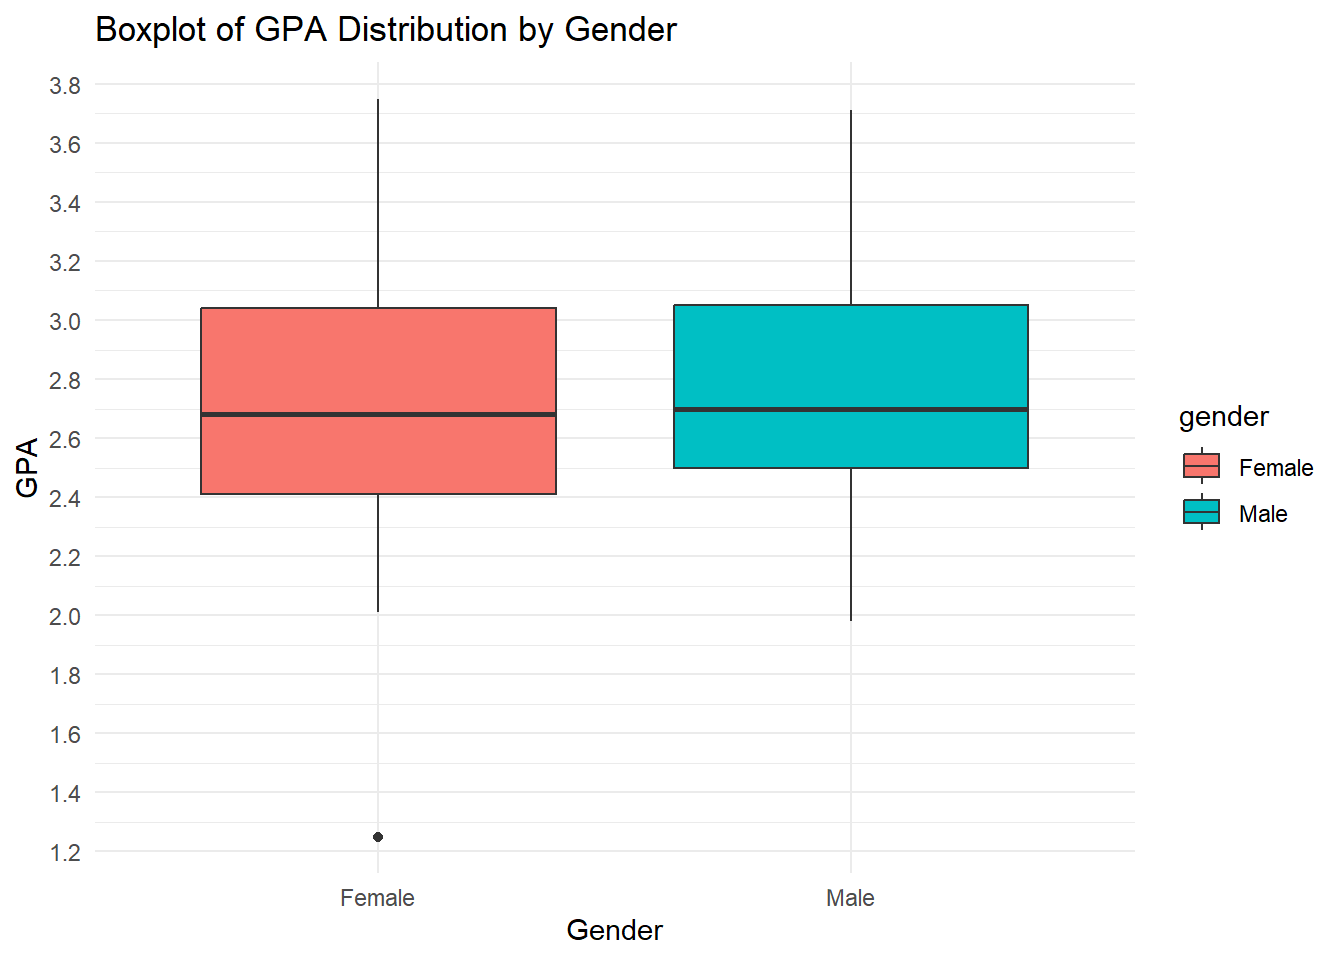 Boxplot of GPA Distribution by Gender
3.8
3.6
3.4
3.2
3.0
2.8
2.6
2.4
2.2
2.0
1.8
1.6
1.4
1.2
GPA
Female
Male
Gender
gender
Female
Male